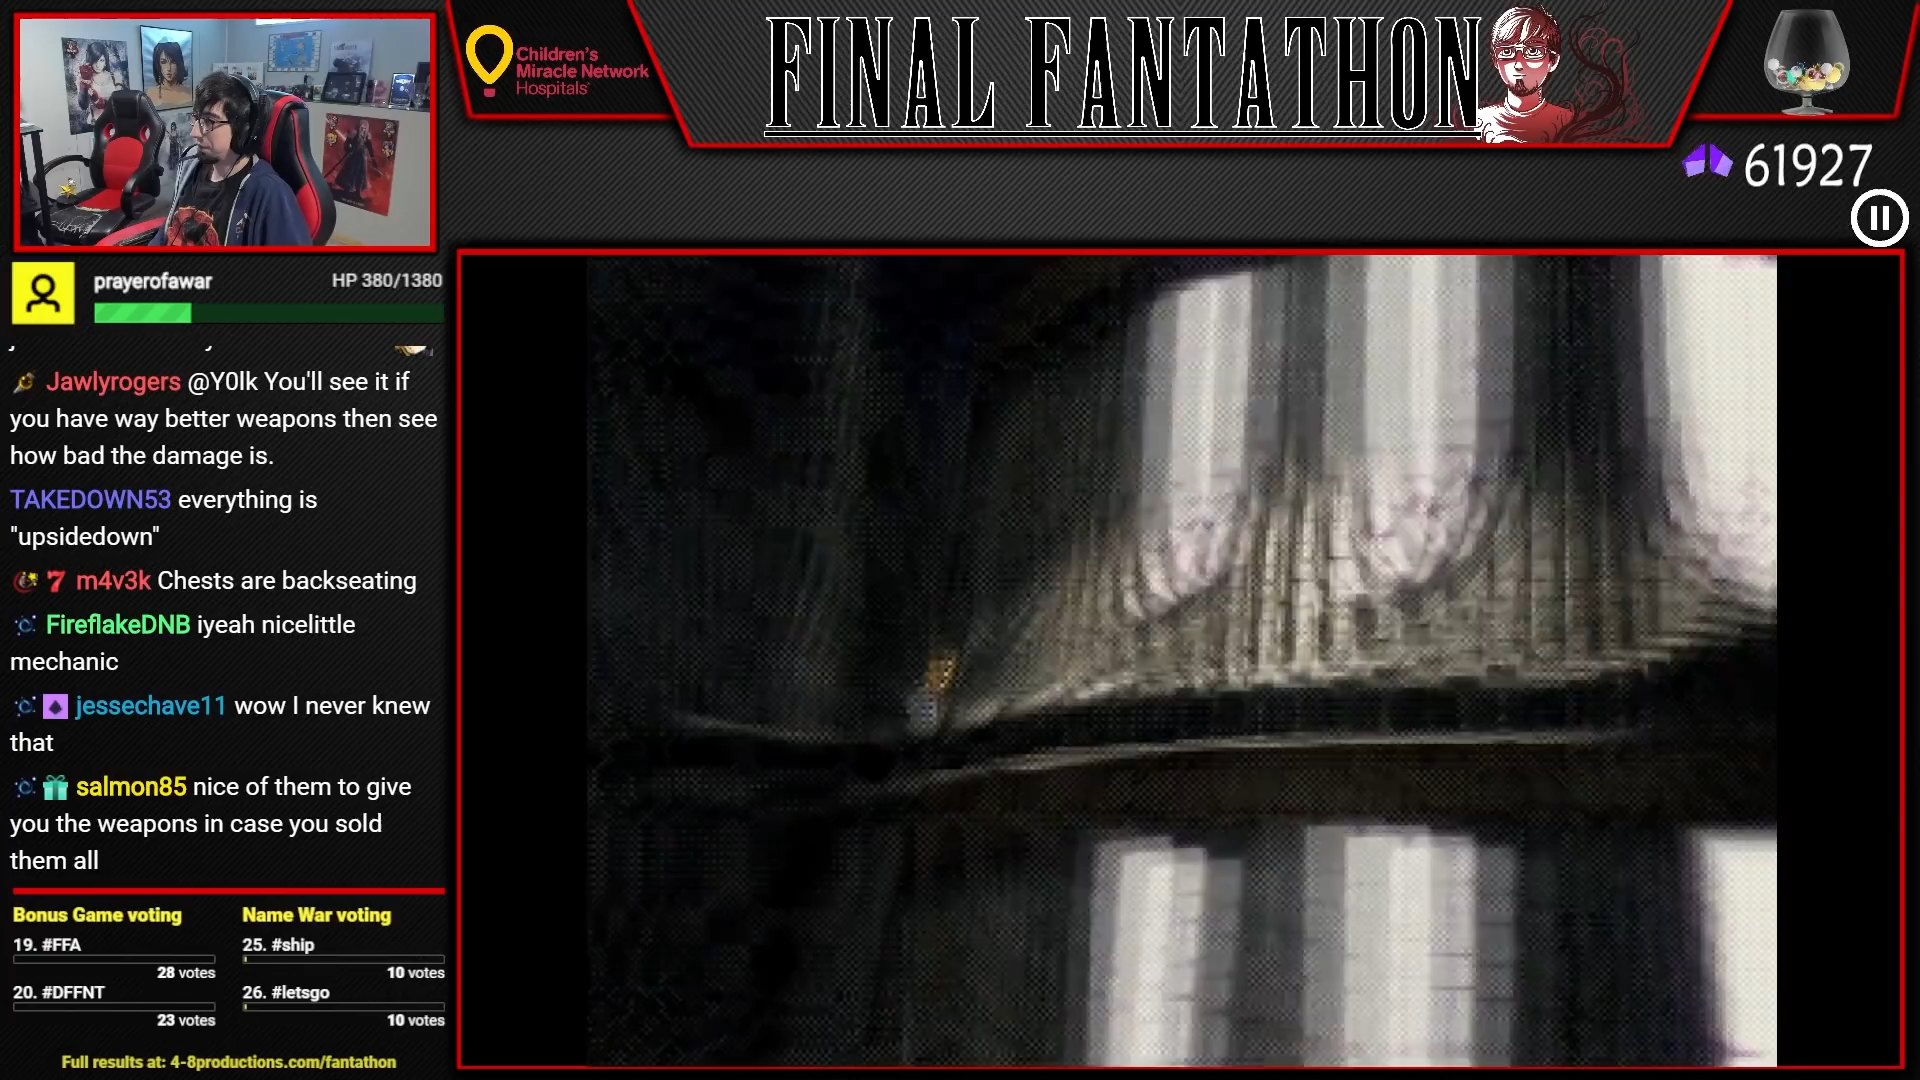 Children's
Miracle Network
Hospitals
FINAL FANTATHON
61927
prayerofawar HP 380/1380
Jawlyrogers @Y0lk You'll see it if
you have way better weapons then see
how bad the damage is.
TAKEDOWN53 everything is
"upsidedown"
7 m4v3k Chests are backseating
FireflakeDNB iyeah nicelittle
mechanic
jessechave11 wow I never knew
that
salmon85 nice of them to give
you the weapons in case you sold
them all
Bonus Game voting
19. #FFA
28 votes
20. #DFFNT
23 votes
Name War voting
25. #ship
10 votes
26. #letsgo
10 votes
Full results at: 4-8productions.com/fantathon